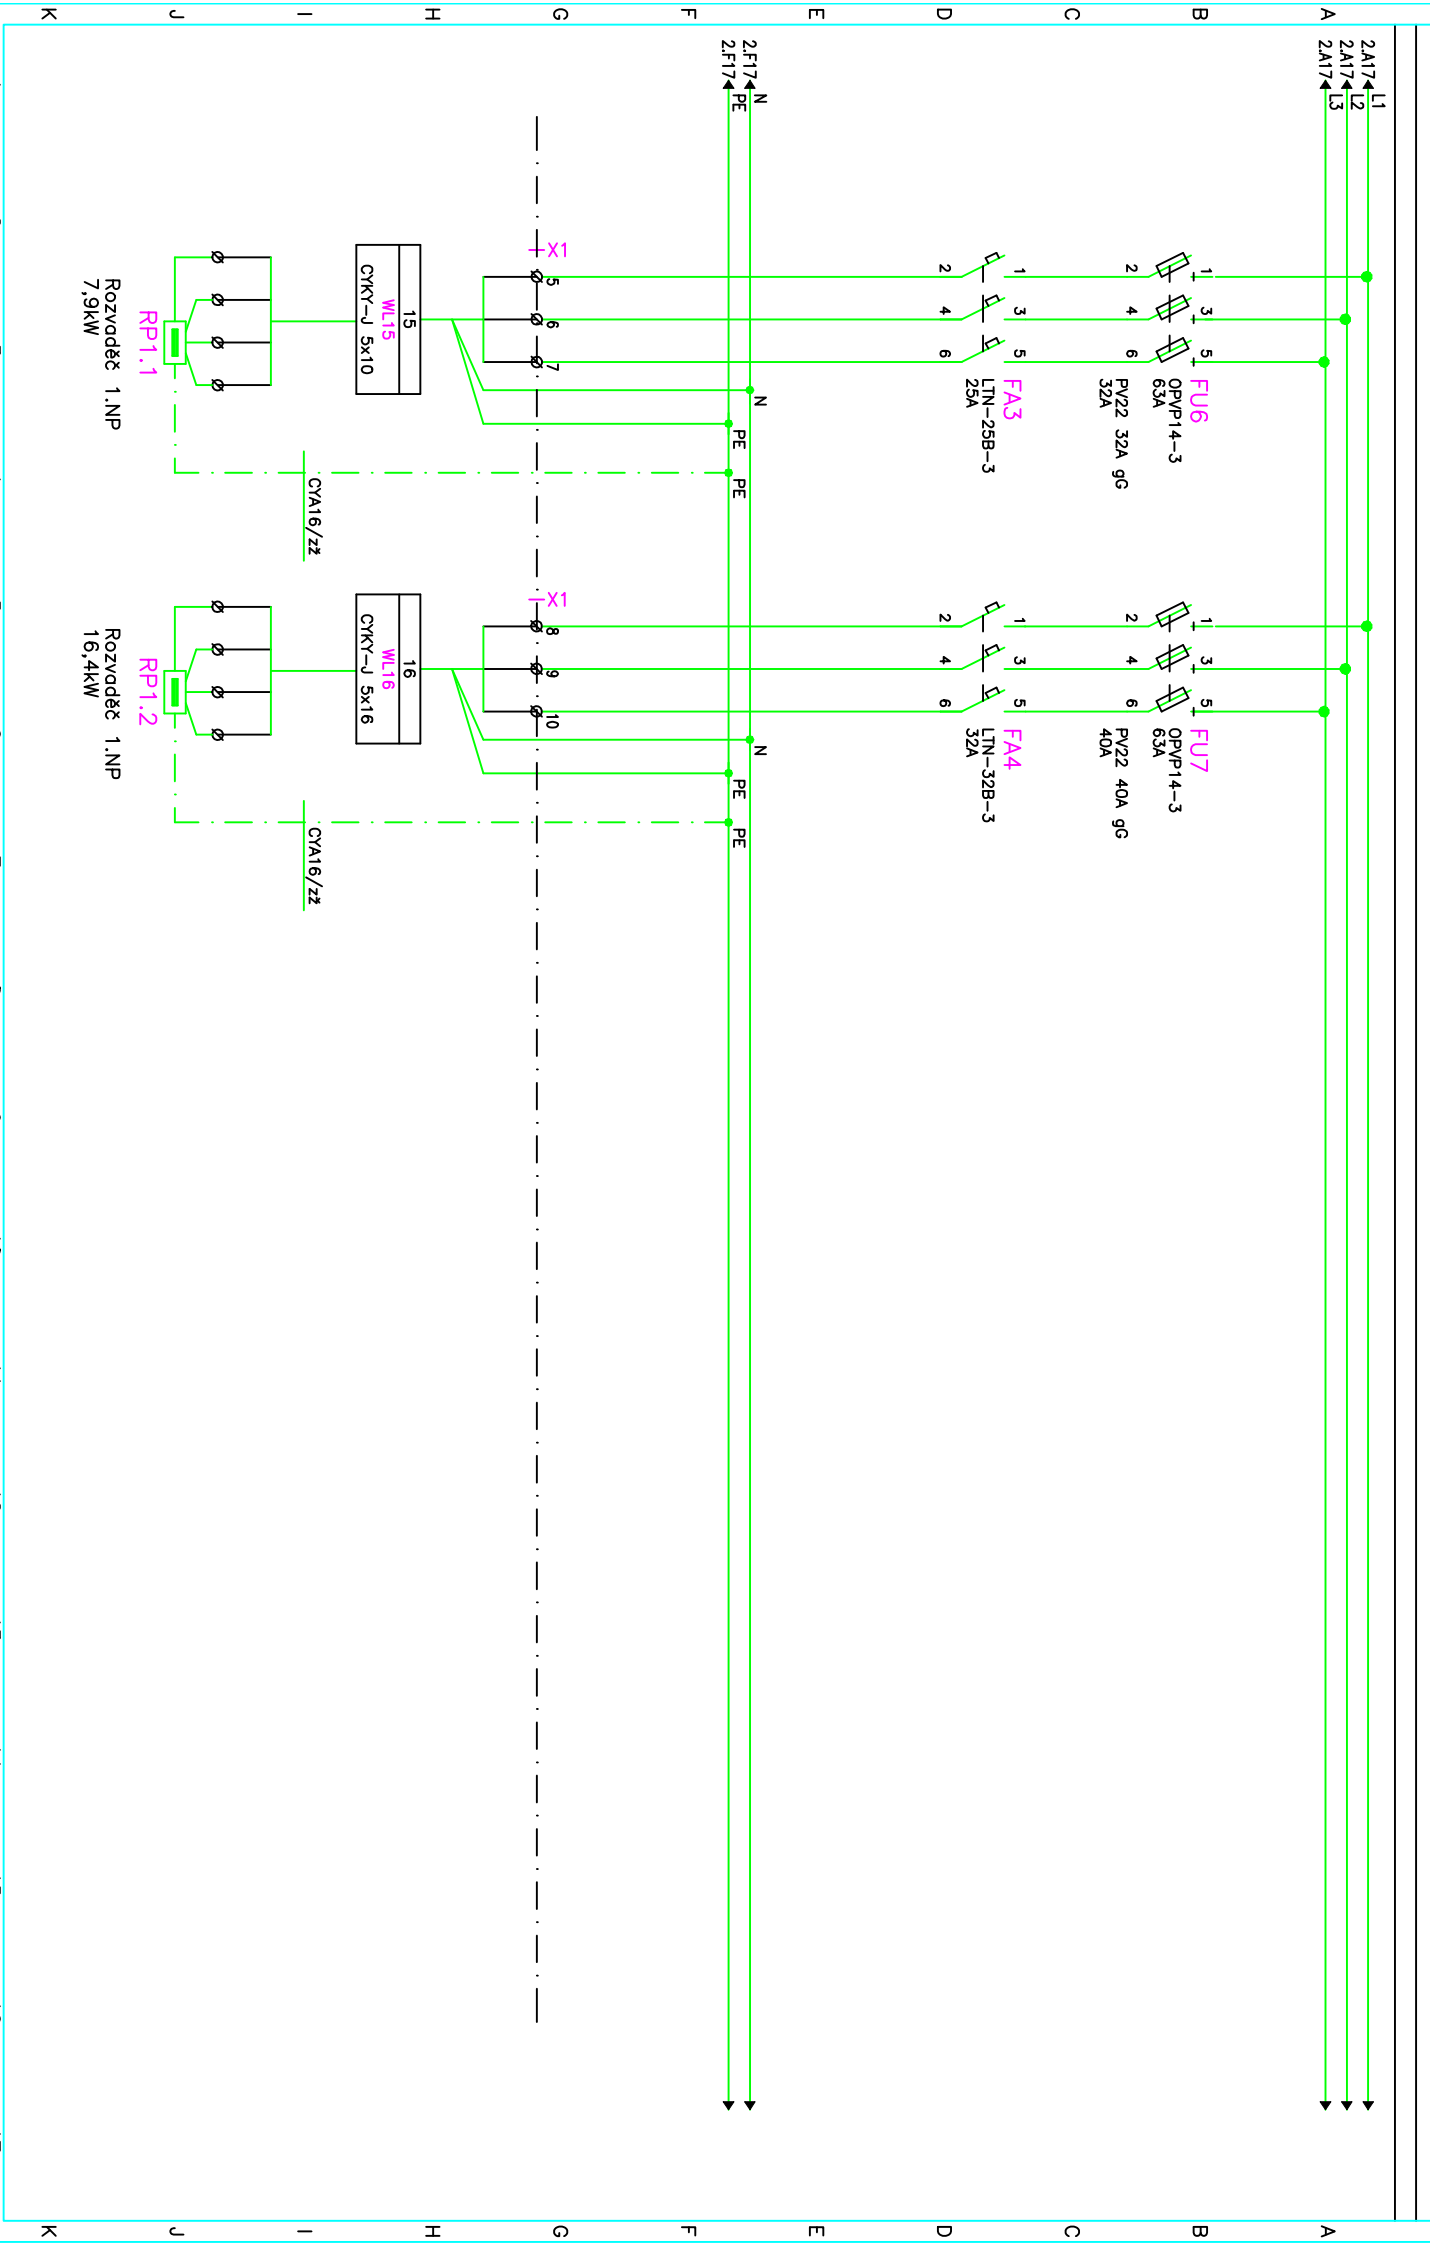 A
B
C
D
E
F
G
H
I
J
K
2.A17
L1
2.A17
L2
2.A17
L3
1
3
5
FU6
OPVP14-3
63A
2
4
6
PV22 32A gG
32A
1
3
5
FA3
LTN-25B-3
25A
2
4
6
1
3
5
FU7
OPVP14-3
63A
2
4
6
PV22 40A gG
40A
1
3
5
FA4
LTN-32B-3
32A
2
4
6
2.F17
N
2.F17
PE
N
PE
PE
N
PE
PE
X1
5
6
7
X1
8
9
10
15
WL15
CYKY-J 5x10
16
WL16
CYKY-J 5x16
CYA16/zž
CYA16/zž
RP1.1
Rozvaděč 1.NP
7,9kW
RP1.2
Rozvaděč 1.NP
16,4kW
A
B
C
D
E
F
G
H
I
J
K